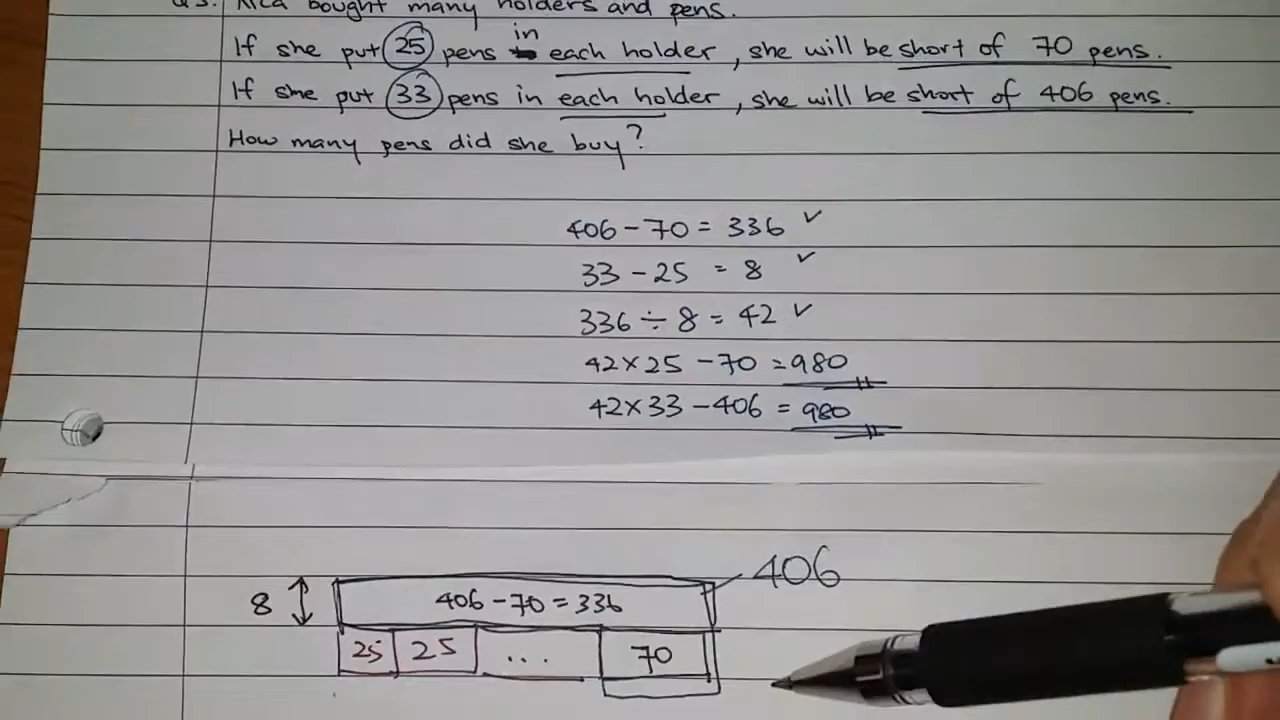 bought many holders and pens.
If she put 25 pens in each holder, she will be short of 70 pens.
If she put 33 pens in each holder, she will be short of 406 pens.
How many pens did she buy?
406 - 70 = 336 ✓
33 - 25 = 8 ✓
336 ÷ 8 = 42 ✓
42 × 25 - 70 = 980
42 × 33 - 406 = 980
406
8 406 - 70 = 336
25 25 ... 70